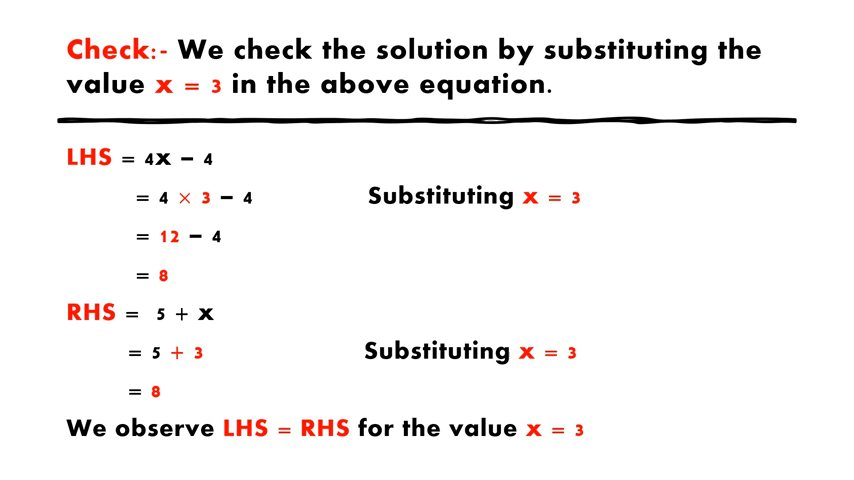 Check:- We check the solution by substituting the
value x = 3 in the above equation.
LHS = 4x – 4
= 4 × 3 – 4 Substituting x = 3
= 12 – 4
= 8
RHS = 5 + x
= 5 + 3 Substituting x = 3
= 8
We observe LHS = RHS for the value x = 3